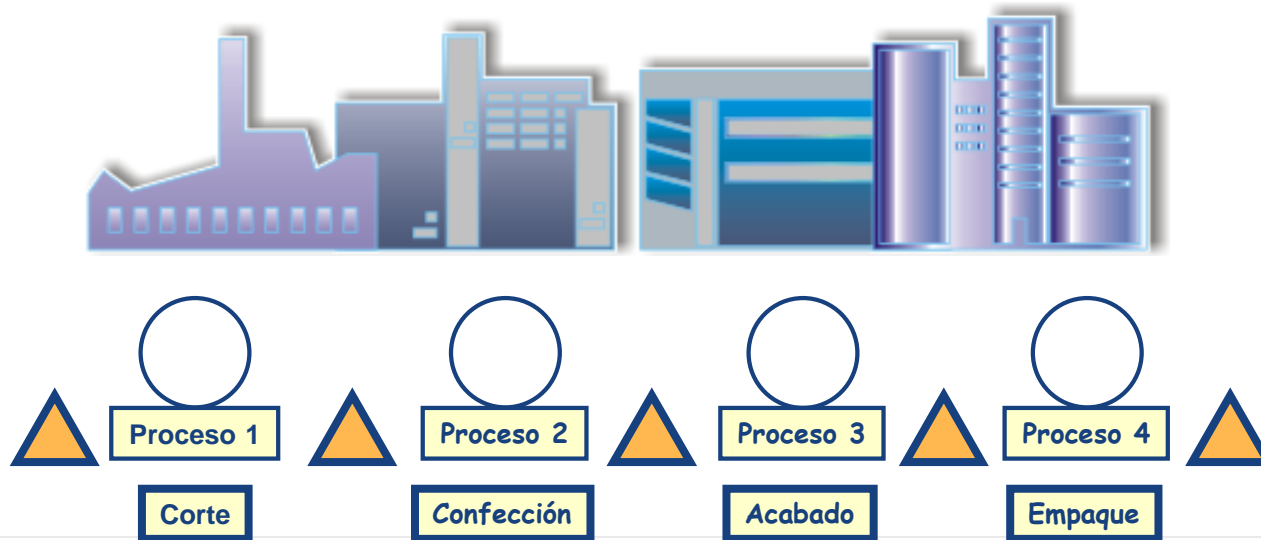 Proceso 1
Proceso 2
Proceso 3
Proceso 4
Corte
Confección
Acabado
Empaque